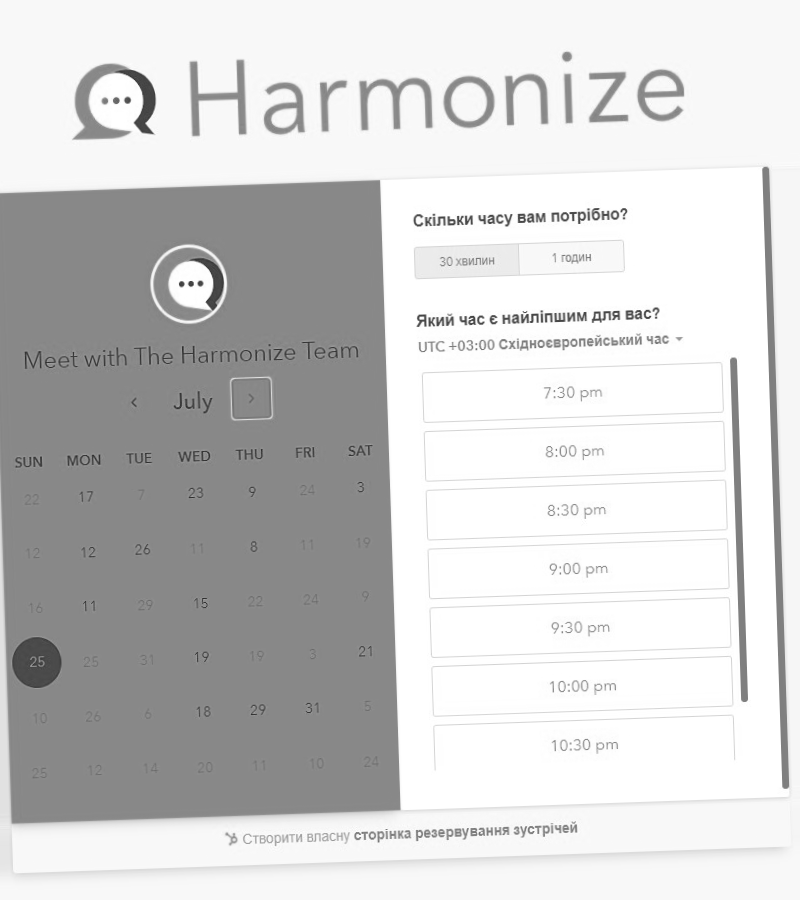 Harmonize
Meet with The Harmonize Team
July
SUN MON TUE WED THU FRI SAT
22 17 7 23 9 24 3
12 12 26 11 8 11 19
16 11 29 15 22 24 9
25 25 31 19 19 3 21
10 26 6 18 29 31 5
25 12 14 20 11 10 24
Скільки часу вам потрібно?
30 хвилин 1 годин
Який час є найліпшим для вас?
UTC +03:00 Східноєвропейський час
7:30 pm
8:00 pm
8:30 pm
9:00 pm
9:30 pm
10:00 pm
10:30 pm
Створити власну сторінка резервування зустрічей